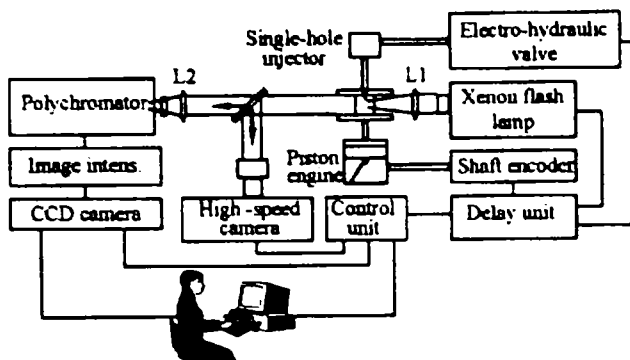 Single-hole
injector
Electro-hydraulic
valve
L2
L1
Polychromator
Xenou flash
lamp
Image intens.
Piston
engine
Shaft encoder
CCD camera
High -speed
camera
Control
unit
Delay unit